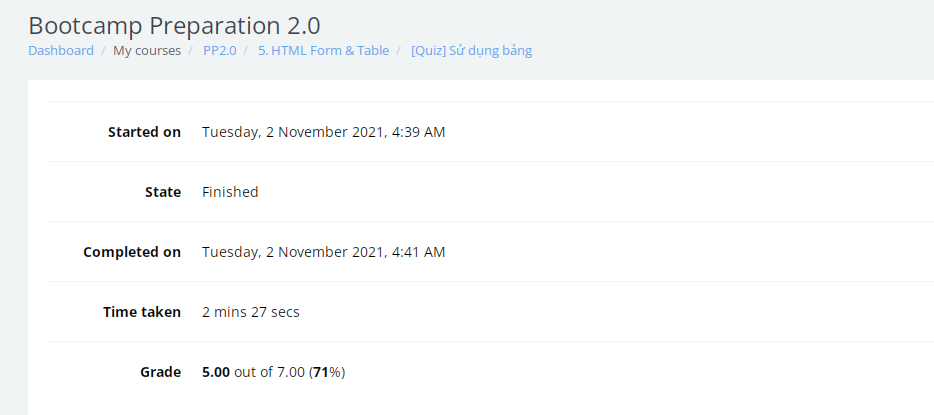 Bootcamp Preparation 2.0
Dashboard / My courses / PP2.0 / 5. HTML Form & Table / [Quiz] Sử dụng bảng
Started on Tuesday, 2 November 2021, 4:39 AM
State Finished
Completed on Tuesday, 2 November 2021, 4:41 AM
Time taken 2 mins 27 secs
Grade 5.00 out of 7.00 (71%)